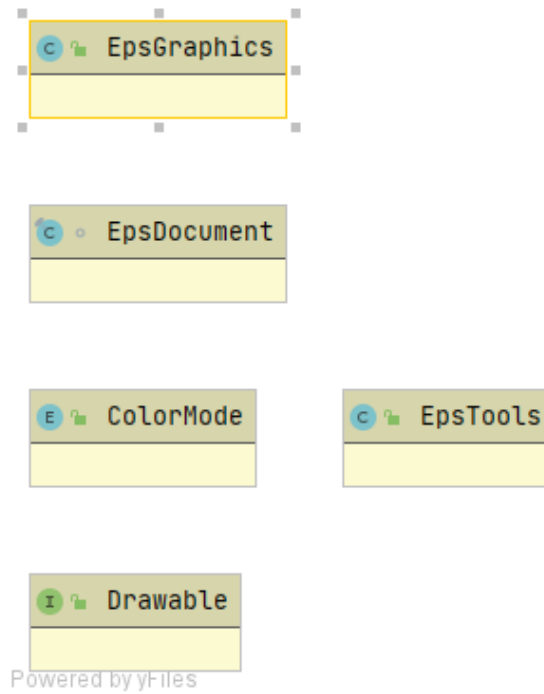 C EpsGraphics
C EpsDocument
E ColorMode
C EpsTools
I Drawable
Powered by yFiles